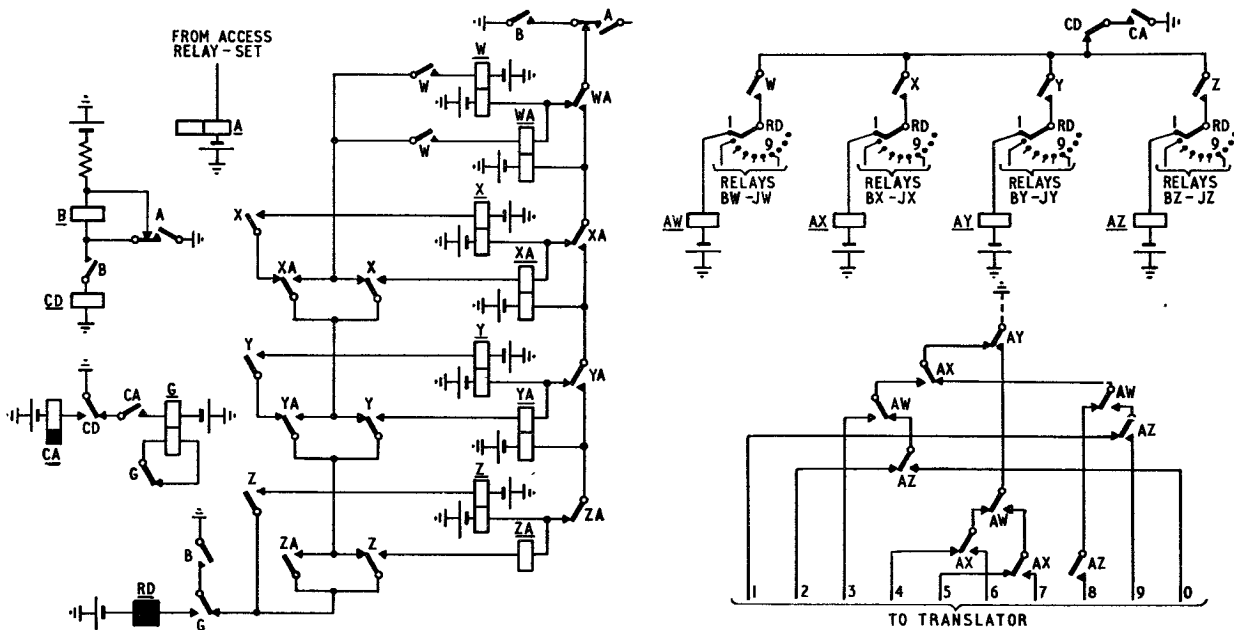 FROM ACCESS
RELAY-SET
A
B
A
B
CD
CA
CD
CA
G
G
B
G
RD
B
A
W
W
WA
WA
W
X
X
XA
XA
X
XA
Y
Y
YA
YA
Y
YA
Z
Z
ZA
ZA
Z
ZA
CD
CA
W
X
Y
Z
1
RD
9
1
RD
9
1
RD
9
1
RD
9
RELAYS
BW-JW
RELAYS
BX-JX
RELAYS
BY-JY
RELAYS
BZ-JZ
AW
AX
AY
AZ
AY
AX
AW
AW
AZ
AZ
AW
AX
AX
AZ
1
2
3
4
5
6
7
8
9
0
TO TRANSLATOR